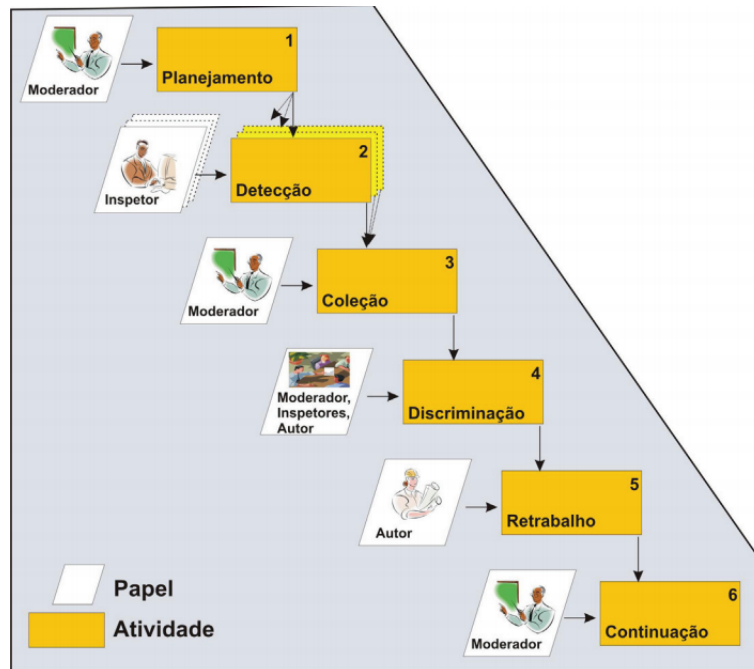 1
Planejamento
Moderador
2
Detecção
Inspetor
3
Coleção
Moderador
4
Discriminação
Moderador,
Inspetores,
Autor
5
Retrabalho
Autor
6
Continuação
Moderador
Papel
Atividade